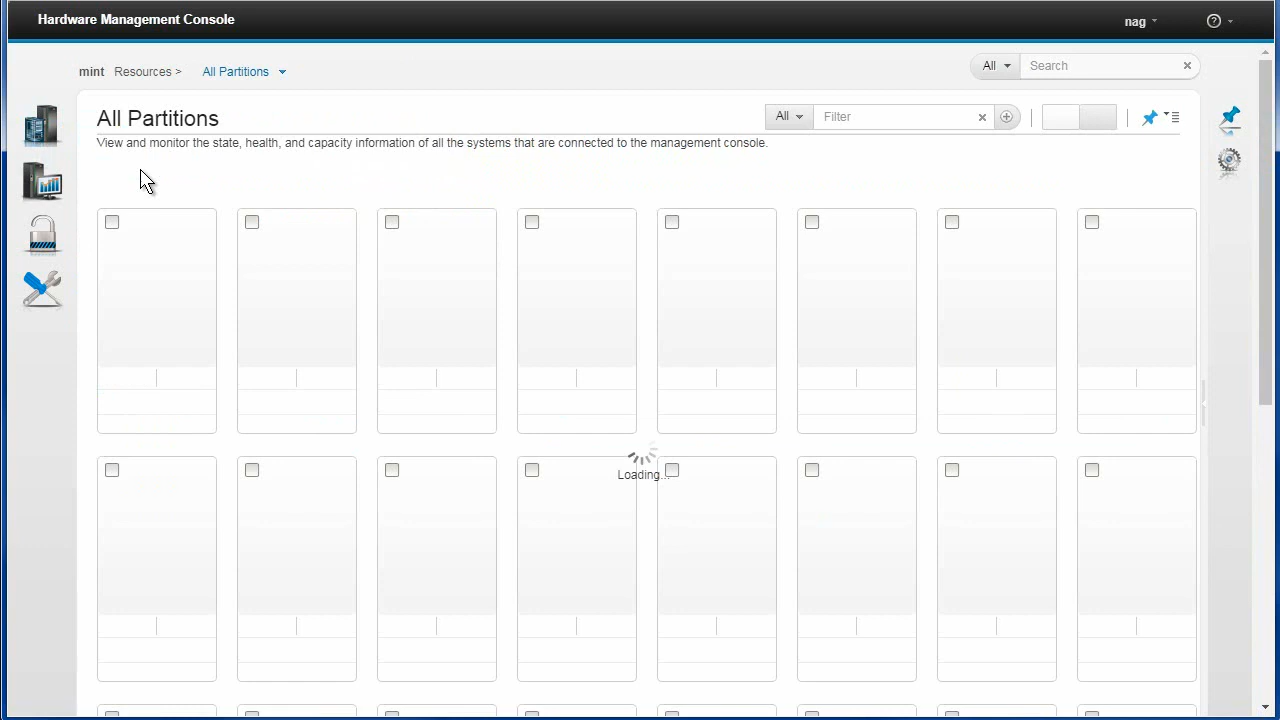 Hardware Management Console
nag
mint Resources > All Partitions
All Search
All Partitions
All Filter
View and monitor the state, health, and capacity information of all the systems that are connected to the management console.
Loading...